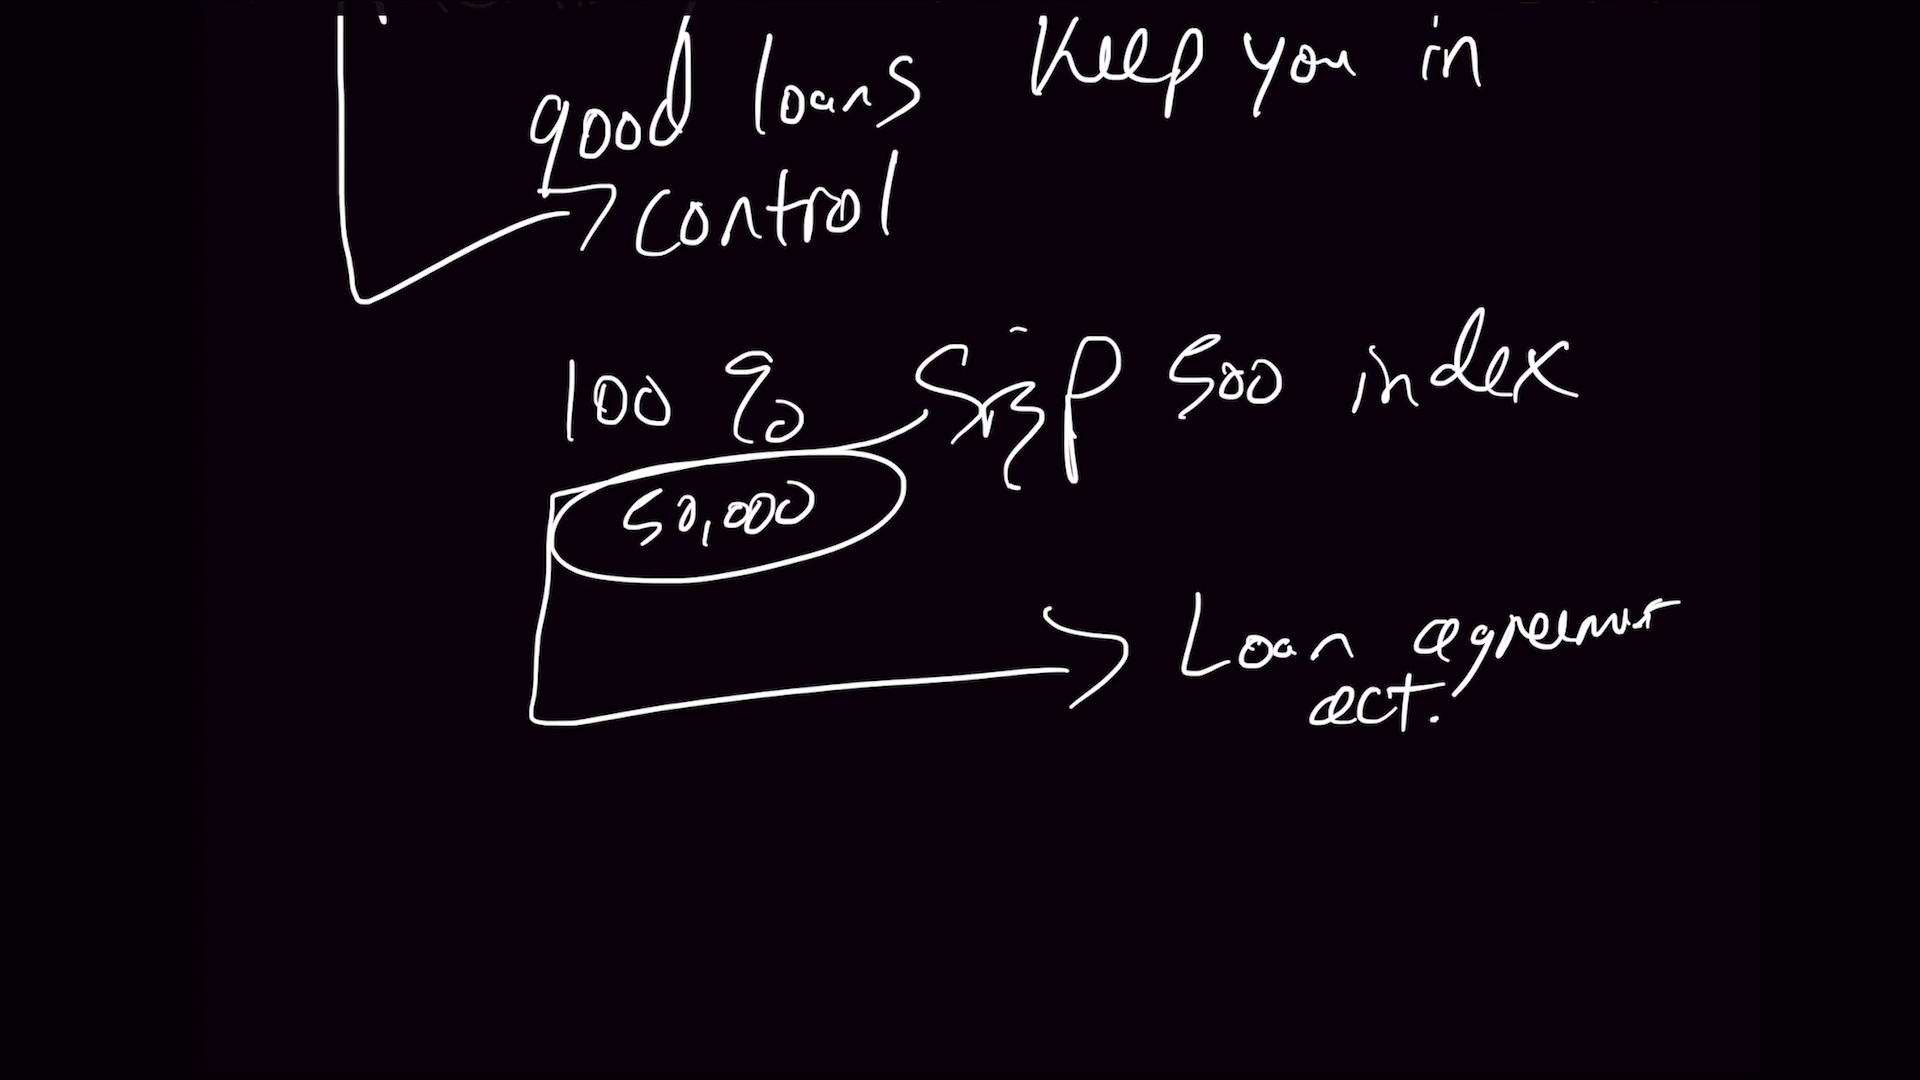 good loans keep you in
control
100 % S&P 500 index
50,000
Loan agreement
act.